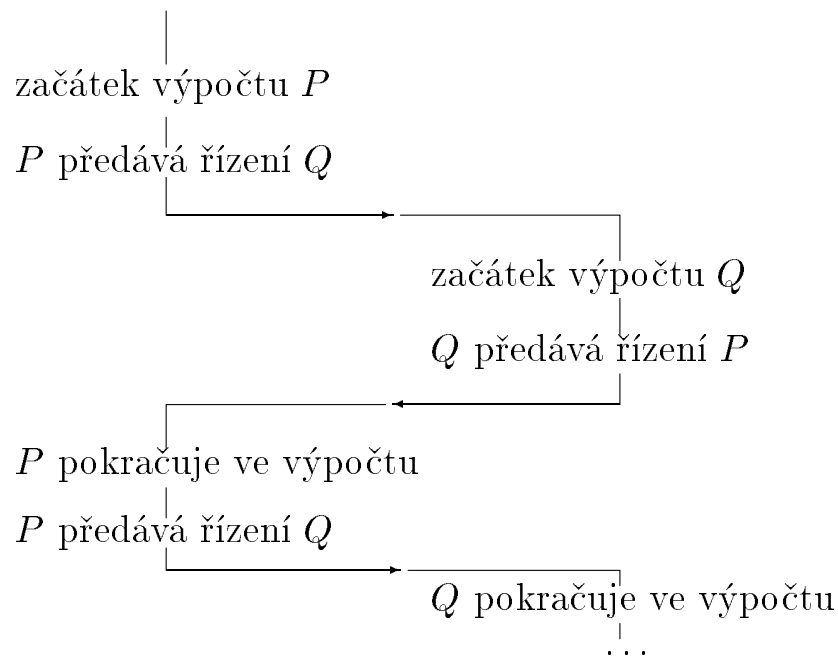 začátek výpočtu P
P předává řízení Q
začátek výpočtu Q
Q předává řízení P
P pokračuje ve výpočtu
P předává řízení Q
Q pokračuje ve výpočtu
...